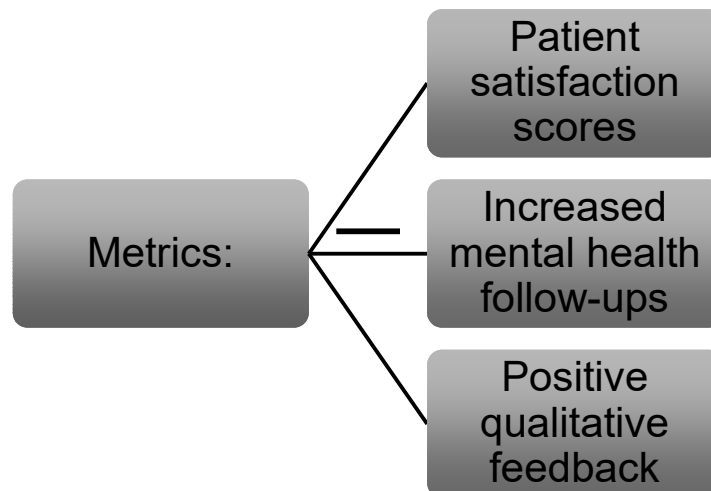 Metrics:
Patient
satisfaction
scores
Increased
mental health
follow-ups
Positive
qualitative
feedback